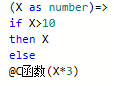 (X as number)=>
if X>10
then X
else
@C函数(X*3)